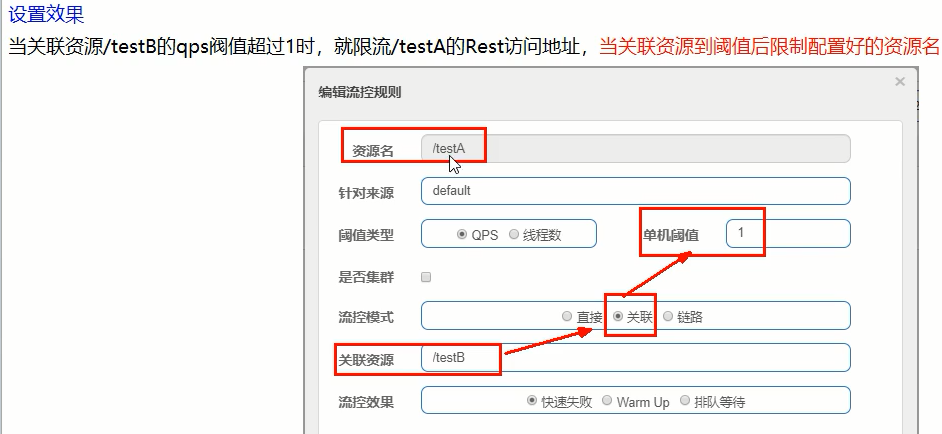 设置效果
当关联资源/testB的qps阀值超过1时，就限流/testA的Rest访问地址，当关联资源到阈值后限制配置好的资源名
编辑流控规则
×
资源名 /testA
针对来源 default
阈值类型 QPS 线程数 单机阈值 1
是否集群
流控模式 直接 关联 链路
关联资源 /testB
流控效果 快速失败 Warm Up 排队等待